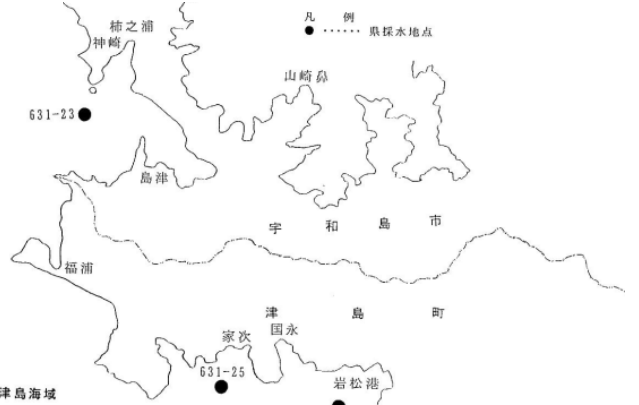 凡 例
● ······ 県採水地点
柿之浦
神崎
山崎鼻
631-23
島津
宇和島市
福浦
津島町
国永
家次
631-25
岩松港
津島海域